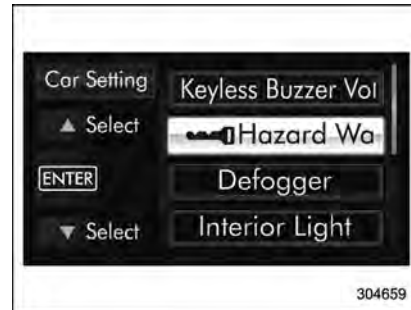 Car Setting
▲ Select
ENTER
▼ Select
Keyless Buzzer Vol
Hazard Wa
Defogger
Interior Light
304659